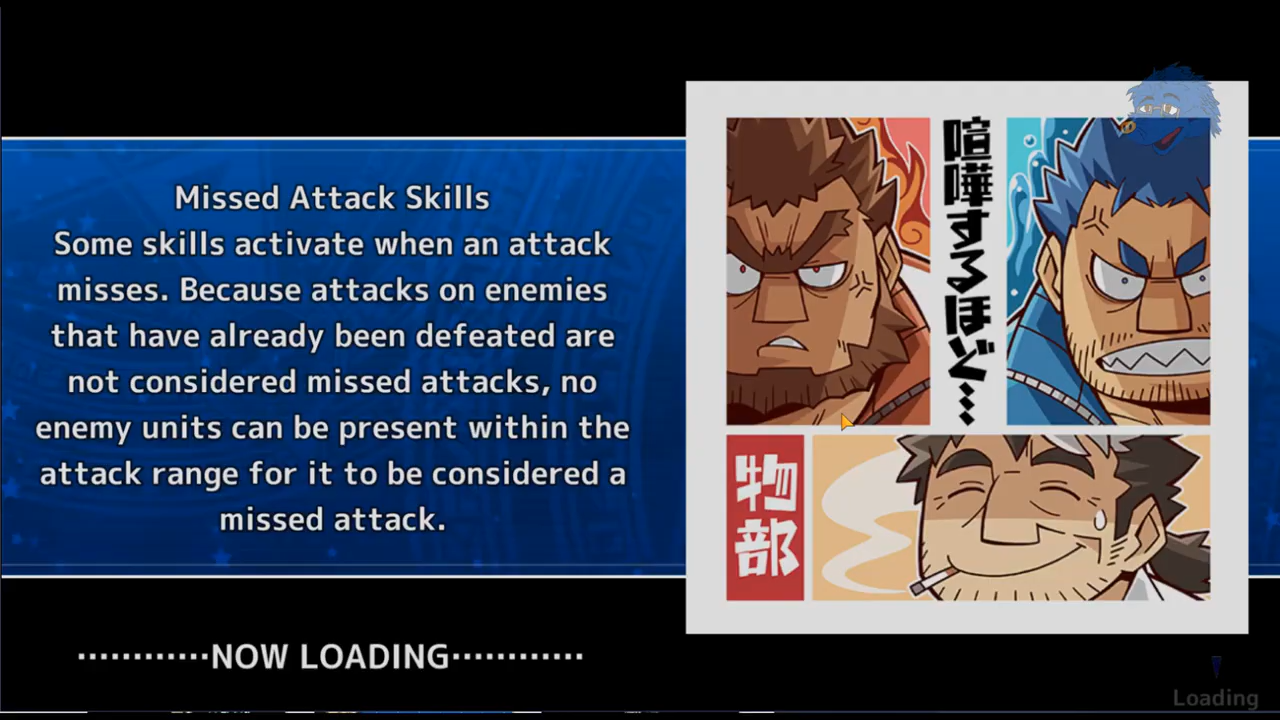 Missed Attack Skills
Some skills activate when an attack
misses. Because attacks on enemies
that have already been defeated are
not considered missed attacks, no
enemy units can be present within the
attack range for it to be considered a
missed attack.
喧嘩するほど…
物部
············NOW LOADING············
Loading